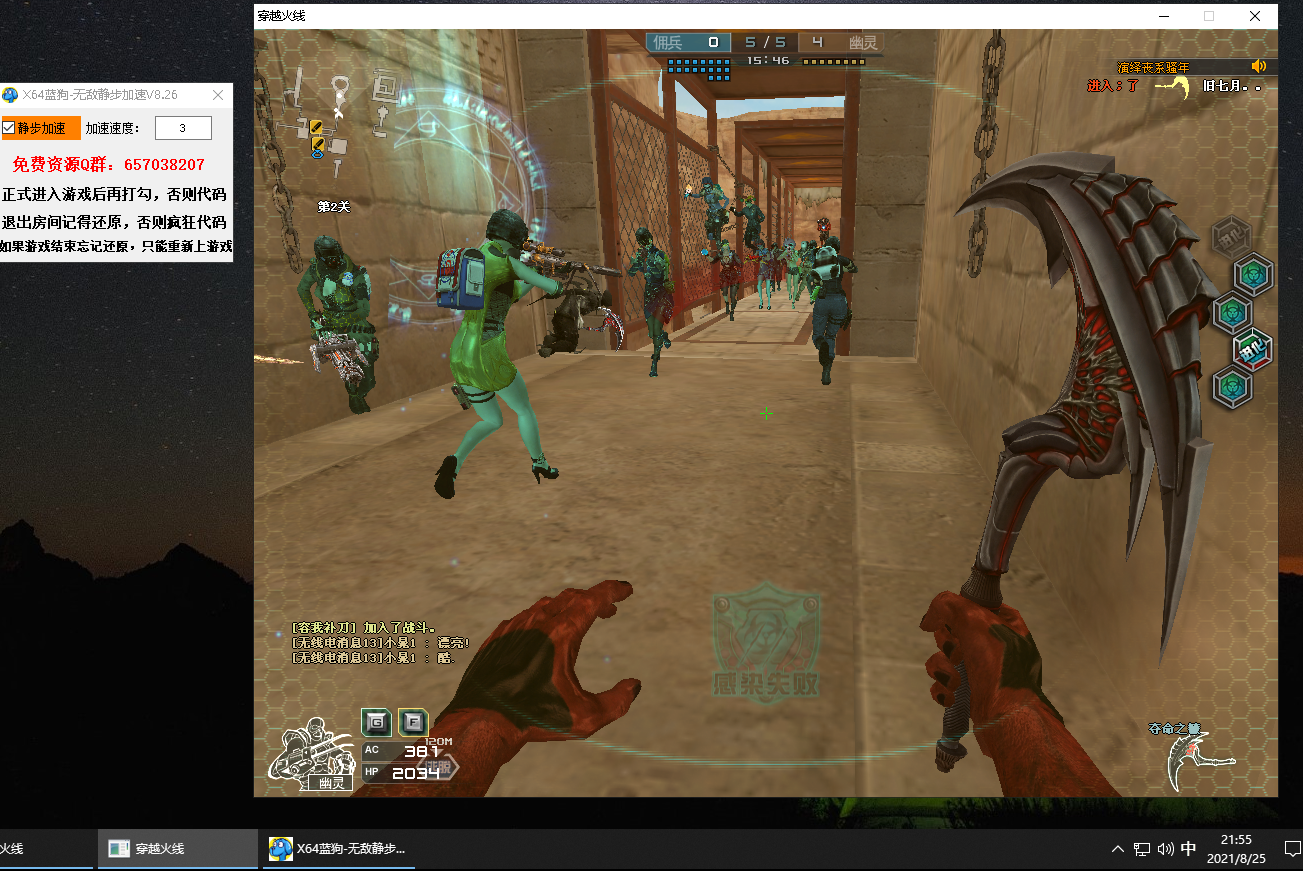 穿越火线
X64蓝狗-无敌静步加速V8.26
静步加速
加速速度：
3
免费资源Q群：657038207
正式进入游戏后再打勾，否则代码
退出房间记得还原，否则疯狂代码
如果游戏结束忘记还原，只能重新上游戏
佣兵 0 5 / 5 4 幽灵
15:46
演绎丧系骚年
进入：了 旧七月。。
第2关
[容我补刀] 加入了战斗。
[无线电消息13]小晃1 : 漂亮!
[无线电消息13]小晃1 : 酷.
感染失败
G F
120M
AC 381
HP 2034
幽灵
火线
穿越火线
X64蓝狗-无敌静步...
中
21:55
2021/8/25